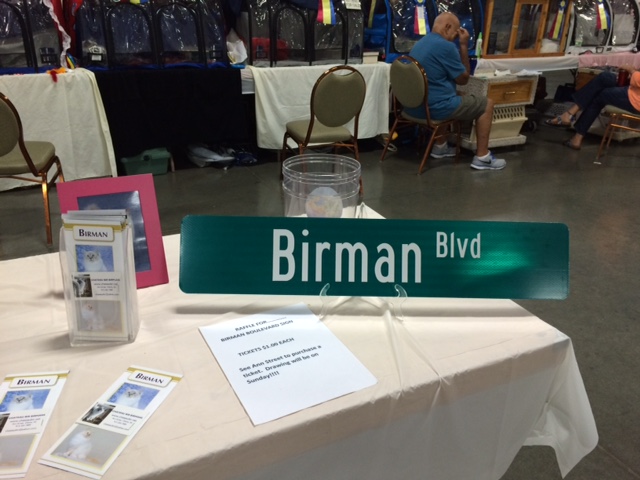 Birman Blvd
BIRMAN
RAFFLE FOR
BIRMAN BOULEVARD SIGN
TICKETS $1.00 EACH
See Ann Street to purchase a
ticket. Drawing will be on
Sunday!!!!
BIRMAN
BIRMAN